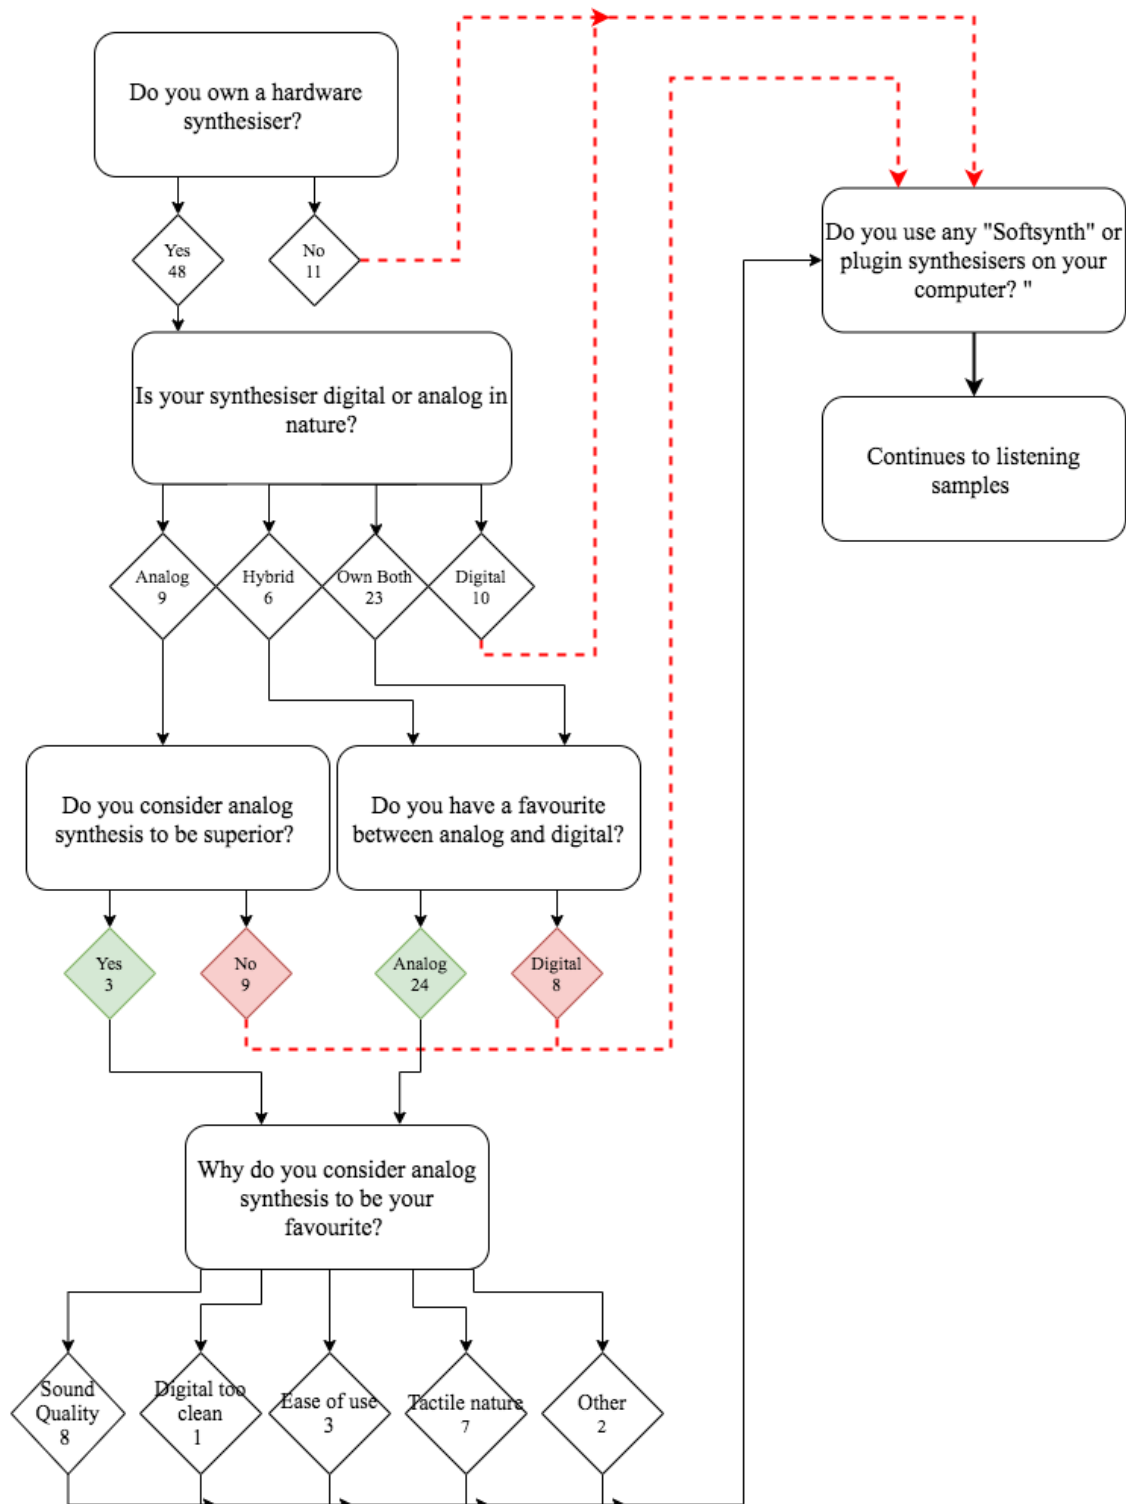 Do you own a hardware
synthesiser?
Yes
48
No
11
Do you use any "Softsynth" or
plugin synthesisers on your
computer? "
Is your synthesiser digital or analog in
nature?
Continues to listening
samples
Analog
9
Hybrid
6
Own Both
23
Digital
10
Do you consider analog
synthesis to be superior?
Do you have a favourite
between analog and digital?
Yes
3
No
9
Analog
24
Digital
8
Why do you consider analog
synthesis to be your
favourite?
Sound
Quality
8
Digital too
clean
1
Ease of use
3
Tactile nature
7
Other
2